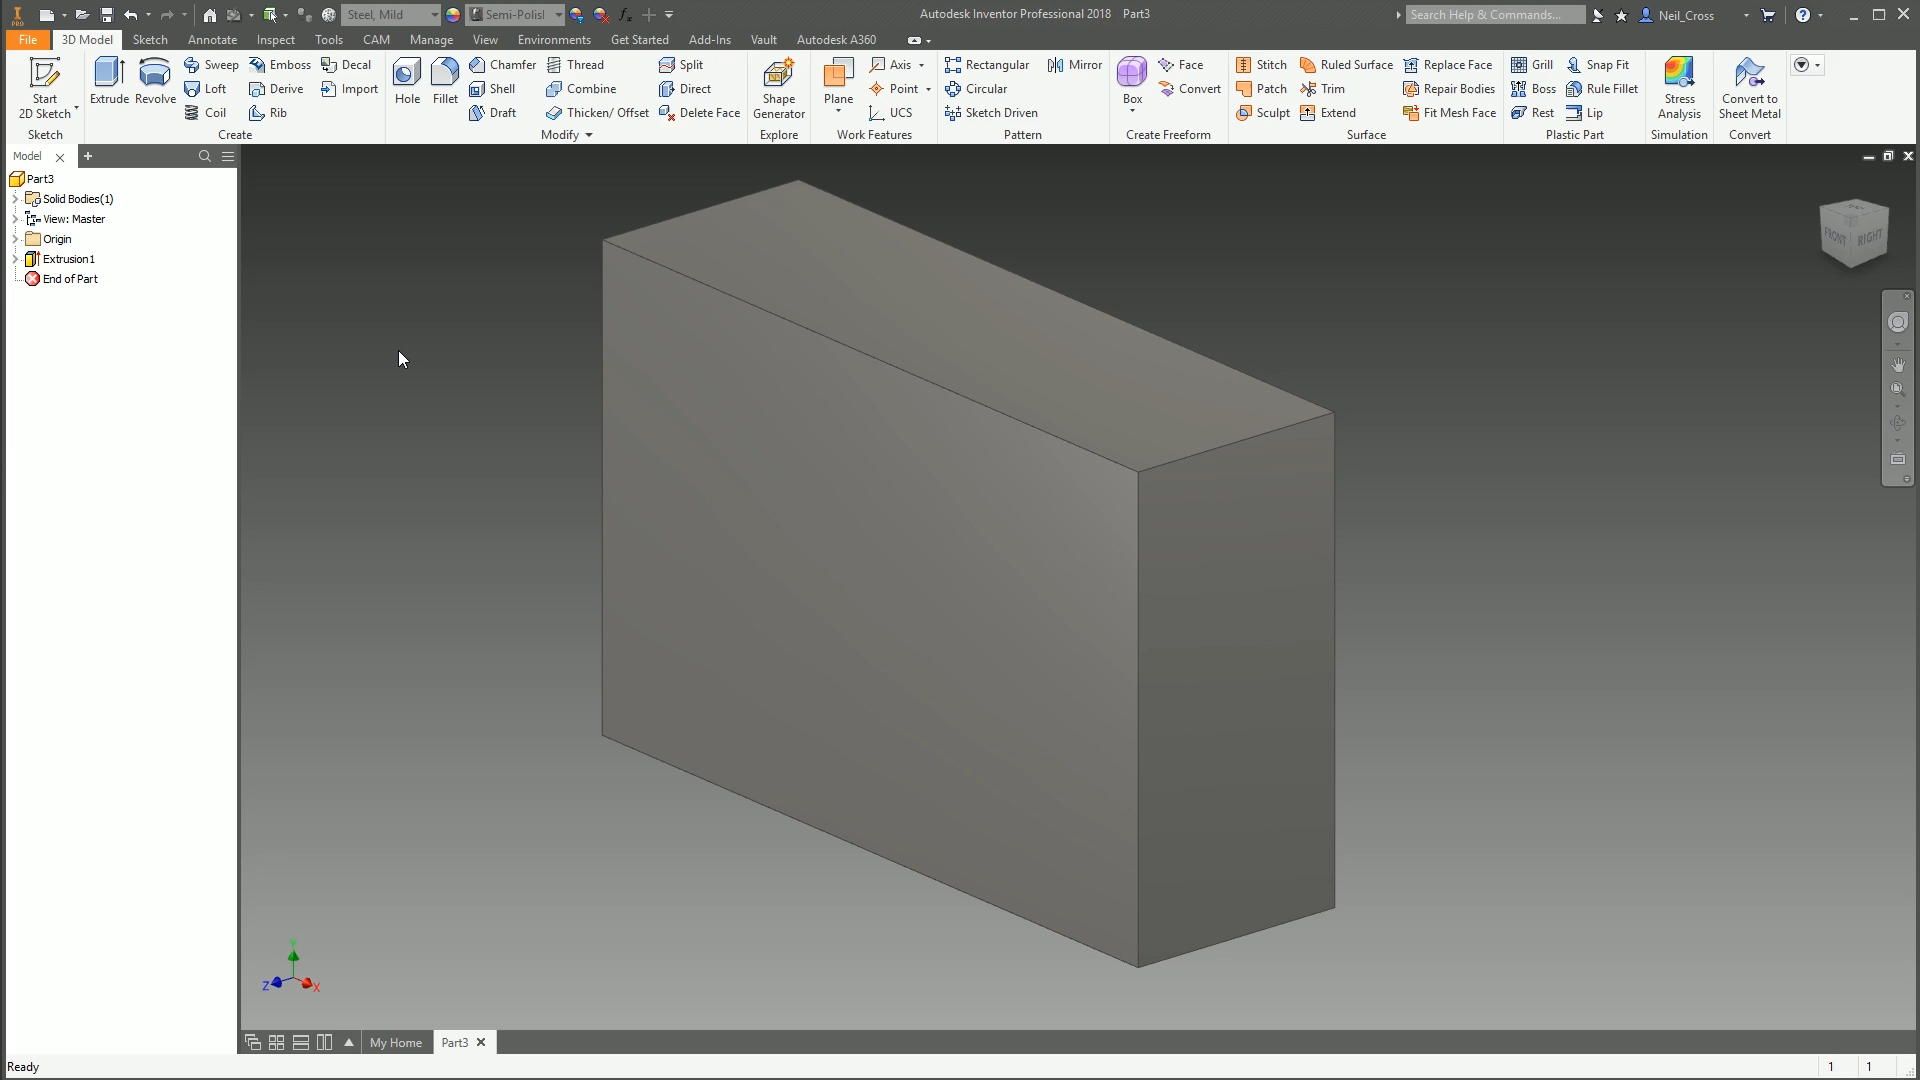 Steel, Mild
Semi-Polisl
Autodesk Inventor Professional 2018 Part3
Search Help & Commands...
Neil_Cross
PRO
File
3D Model
Sketch
Annotate
Inspect
Tools
CAM
Manage
View
Environments
Get Started
Add-Ins
Vault
Autodesk A360
Start
2D Sketch
Sketch
Extrude
Revolve
Sweep
Loft
Coil
Emboss
Derive
Rib
Decal
Import
Create
Hole
Fillet
Chamfer
Shell
Draft
Thread
Combine
Thicken/ Offset
Split
Direct
Delete Face
Modify
Shape
Generator
Explore
Plane
Axis
Point
UCS
Work Features
Rectangular
Circular
Sketch Driven
Mirror
Pattern
Box
Face
Convert
Create Freeform
Stitch
Patch
Sculpt
Ruled Surface
Trim
Extend
Replace Face
Repair Bodies
Fit Mesh Face
Surface
Grill
Boss
Rest
Snap Fit
Rule Fillet
Lip
Plastic Part
Stress
Analysis
Simulation
Convert to
Sheet Metal
Convert
Model
Part3
Solid Bodies(1)
View: Master
Origin
Extrusion1
End of Part
FRONT
RIGHT
Y
Z
X
My Home
Part3
Ready
1
1